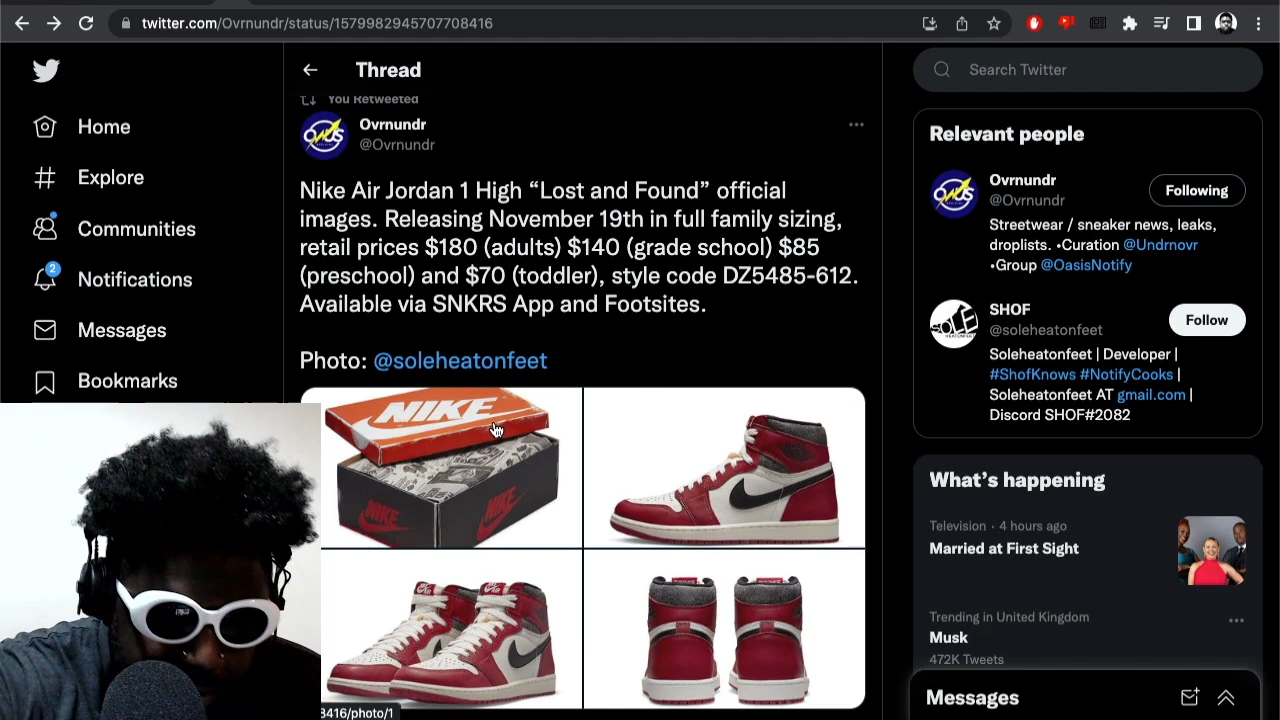 twitter.com/Ovrnundr/status/1579982945707708416
Thread
Search Twitter
You Retweeted
Ovrnundr
@Ovrnundr
Nike Air Jordan 1 High “Lost and Found” official
images. Releasing November 19th in full family sizing,
retail prices $180 (adults) $140 (grade school) $85
(preschool) and $70 (toddler), style code DZ5485-612.
Available via SNKRS App and Footsites.
Photo: @soleheatonfeet
NIKE
NIKE
NIKE
Home
Explore
Communities
2
Notifications
Messages
Bookmarks
8416/photo/1
Relevant people
Ovrnundr
@Ovrnundr
Following
Streetwear / sneaker news, leaks,
droplists. •Curation @Undrnovr
•Group @OasisNotify
SHOF
@soleheatonfeet
Follow
Soleheatonfeet | Developer |
#ShofKnows #NotifyCooks |
Soleheatonfeet AT gmail.com |
Discord SHOF#2082
SOLE
What’s happening
Television · 4 hours ago
Married at First Sight
Trending in United Kingdom
Musk
472K Tweets
Messages